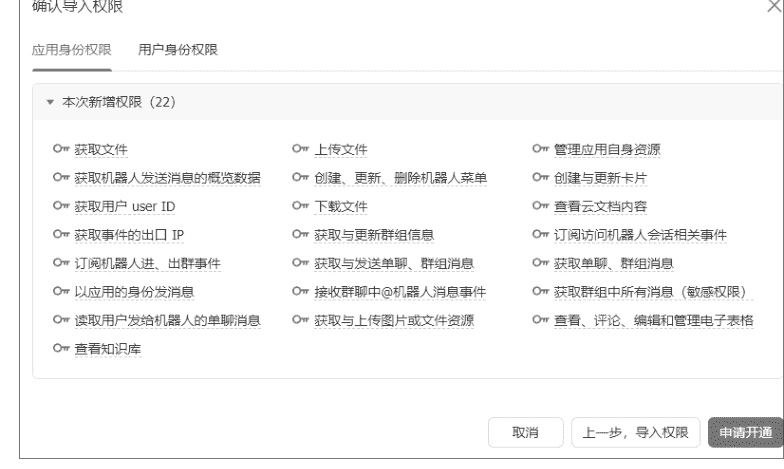 确认导入权限
应用身份权限 用户身份权限
本次新增权限（22）
获取文件 上传文件 管理应用自身资源
获取机器人发送消息的概览数据 创建、更新、删除机器人菜单 创建与更新卡片
获取用户 user ID 下载文件 查看云文档内容
获取事件的出口 IP 获取与更新群组信息 订阅访问机器人会话相关事件
订阅机器人进、出群事件 获取与发送单聊、群组消息 获取单聊、群组消息
以应用的身份发消息 接收群聊中@机器人消息事件 获取群组中所有消息（敏感权限）
读取用户发给机器人的单聊消息 获取与上传图片或文件资源 查看、评论、编辑和管理电子表格
查看知识库
取消 上一步，导入权限 申请开通